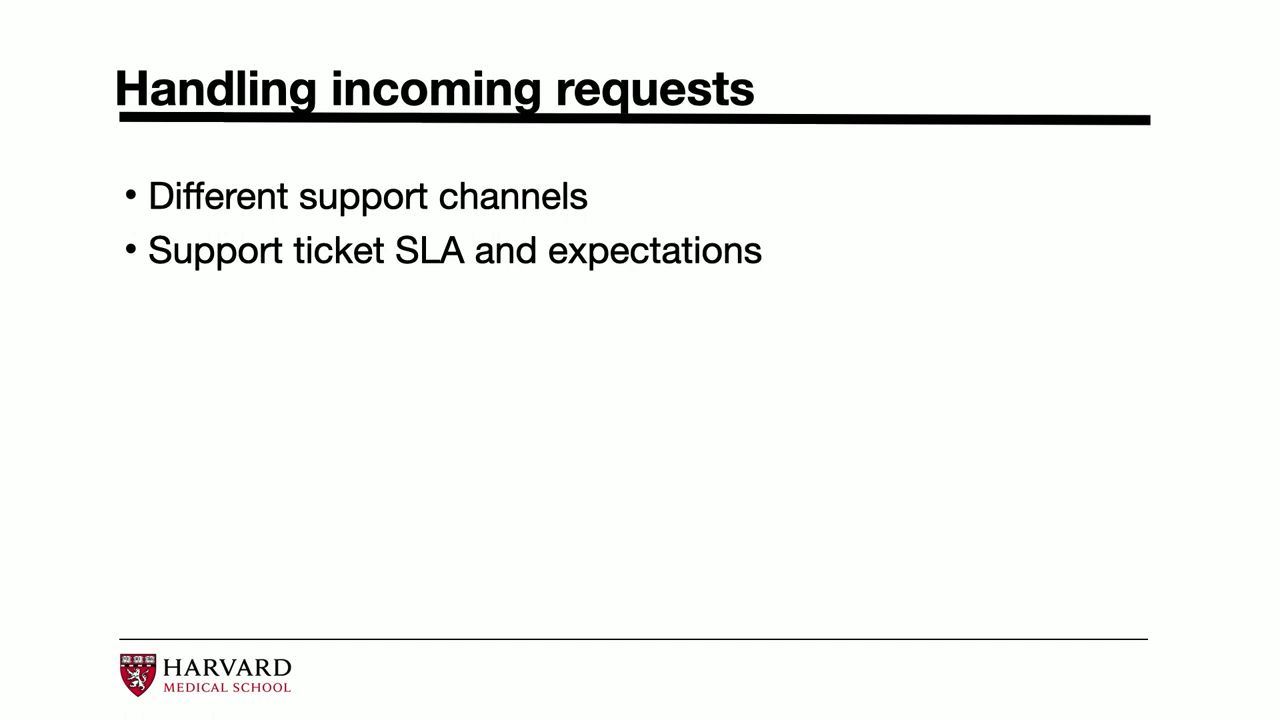 Handling incoming requests
• Different support channels
• Support ticket SLA and expectations
HARVARD
MEDICAL SCHOOL